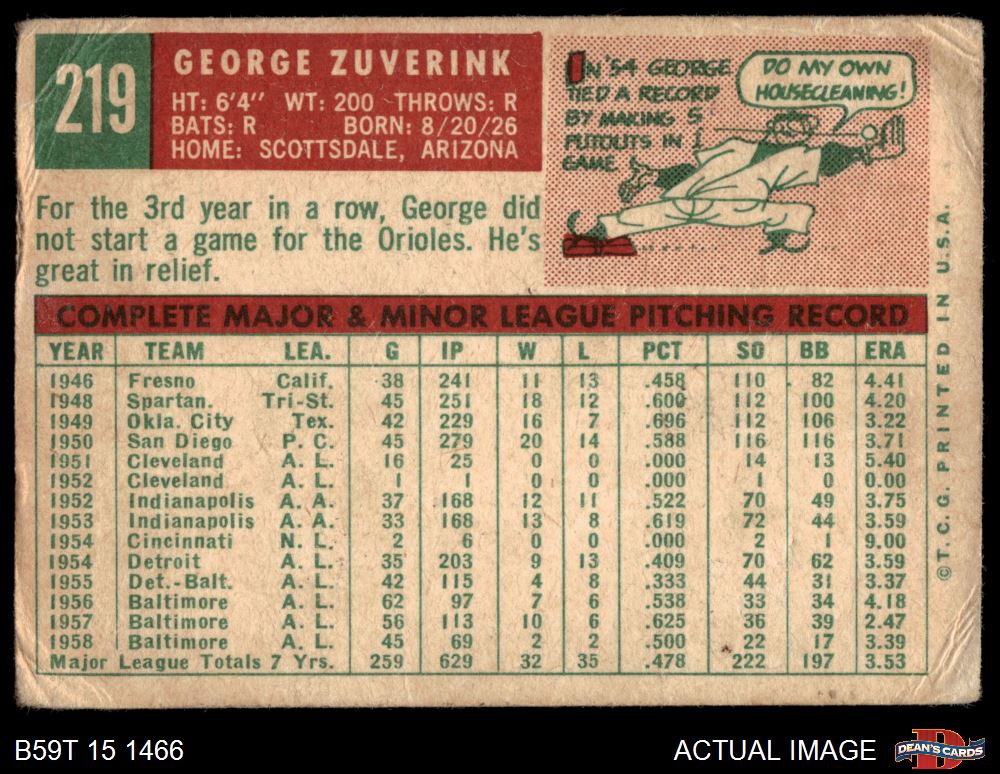 219
GEORGE ZUVERINK
HT: 6'4" WT: 200 THROWS: R
BATS: R BORN: 8/20/26
HOME: SCOTTSDALE, ARIZONA
IN '54 GEORGE
TIED A RECORD
BY MAKING 5
PUTOUTS IN 1
GAME
DO MY OWN
HOUSECLEANING!
For the 3rd year in a row, George did
not start a game for the Orioles. He's
great in relief.
COMPLETE MAJOR & MINOR LEAGUE PITCHING RECORD
YEAR TEAM LEA. G IP W L PCT SO BB ERA
1946 Fresno Calif. 38 241 11 13 .458 110 82 4.41
1948 Spartan. Tri-St. 45 251 18 12 .600 112 100 4.20
1949 Okla. City Tex. 42 229 16 7 .696 112 106 3.22
1950 San Diego P. C. 45 279 20 14 .588 116 116 3.71
1951 Cleveland A. L. 16 25 0 0 .000 14 13 5.40
1952 Cleveland A. L. 1 1 0 0 .000 1 0 0.00
1952 Indianapolis A. A. 37 168 12 11 .522 70 49 3.75
1953 Indianapolis A. A. 33 168 13 8 .619 72 44 3.59
1954 Cincinnati N. L. 2 6 0 0 .000 2 1 9.00
1954 Detroit A. L. 35 203 9 13 .409 70 62 3.59
1955 Det.-Balt. A. L. 42 115 4 8 .333 44 31 3.37
1956 Baltimore A. L. 62 97 7 6 .538 33 34 4.18
1957 Baltimore A. L. 56 113 10 6 .625 36 39 2.47
1958 Baltimore A. L. 45 69 2 2 .500 22 17 3.39
Major League Totals 7 Yrs. 259 629 32 35 .478 222 197 3.53
© T. C. G. PRINTED IN U.S.A.
B59T 15 1466
ACTUAL IMAGE
DEAN'S CARDS